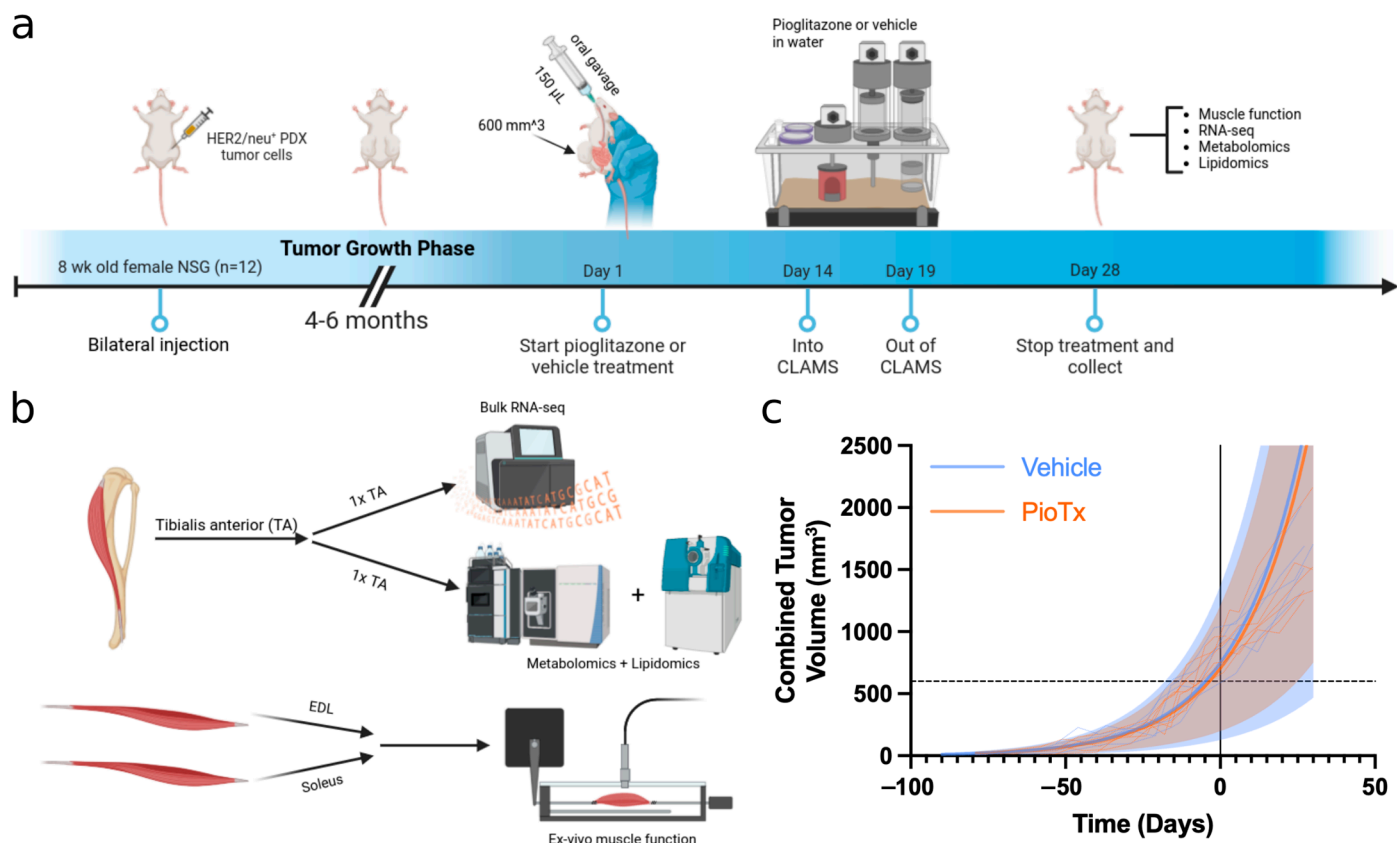 a
HER2/neu⁺ PDX
tumor cells
600 mm^3
150 µL
oral gavage
Pioglitazone or vehicle
in water
• Muscle function
• RNA-seq
• Metabolomics
• Lipidomics
Tumor Growth Phase
8 wk old female NSG (n=12)
Day 1
Day 14
Day 19
Day 28
4-6 months
Bilateral injection
Start pioglitazone or
vehicle treatment
Into
CLAMS
Out of
CLAMS
Stop treatment and
collect
b
Bulk RNA-seq
Tibialis anterior (TA)
1x TA
1x TA
+
Metabolomics + Lipidomics
EDL
Soleus
Ex-vivo muscle function
c
Combined Tumor
Volume (mm³)
2500
2000
1500
1000
500
0
Vehicle
PioTx
−100
−50
0
50
Time (Days)